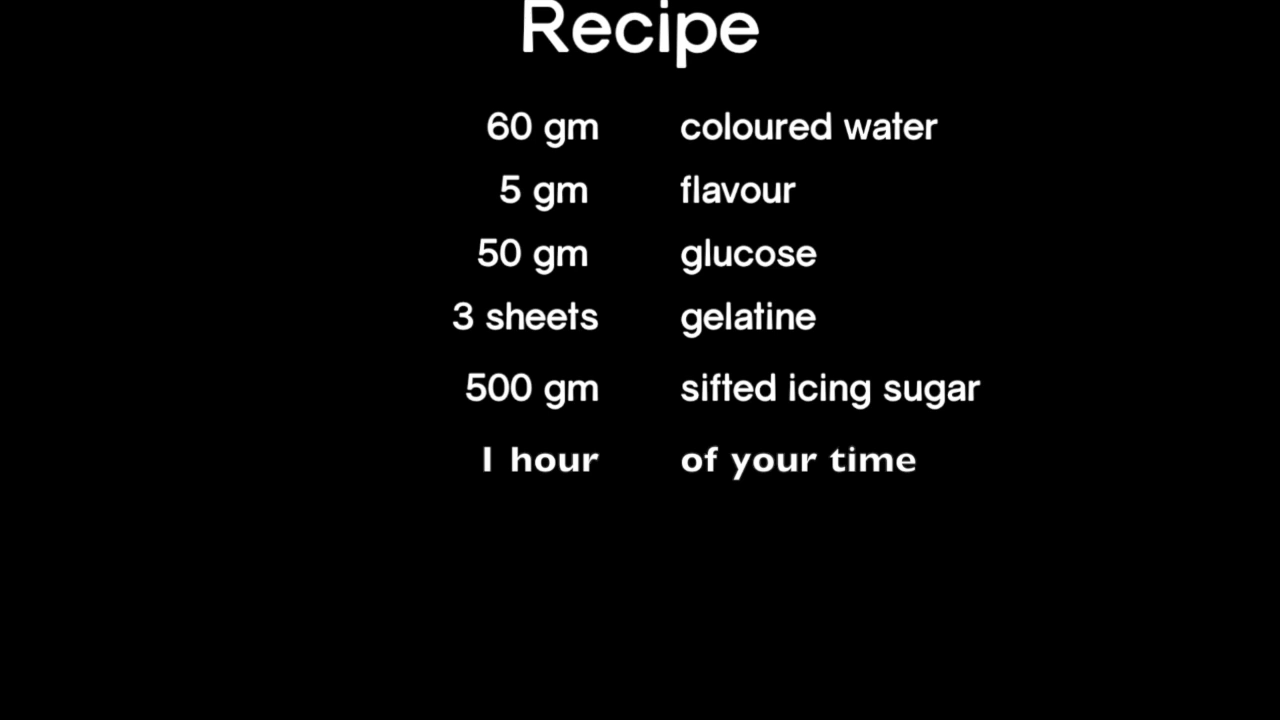 Recipe
60 gm coloured water
5 gm flavour
50 gm glucose
3 sheets gelatine
500 gm sifted icing sugar
1 hour of your time